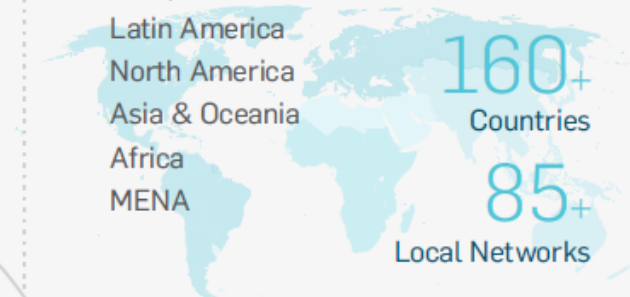 Latin America
North America
Asia & Oceania
Africa
MENA
160+
Countries
85+
Local Networks